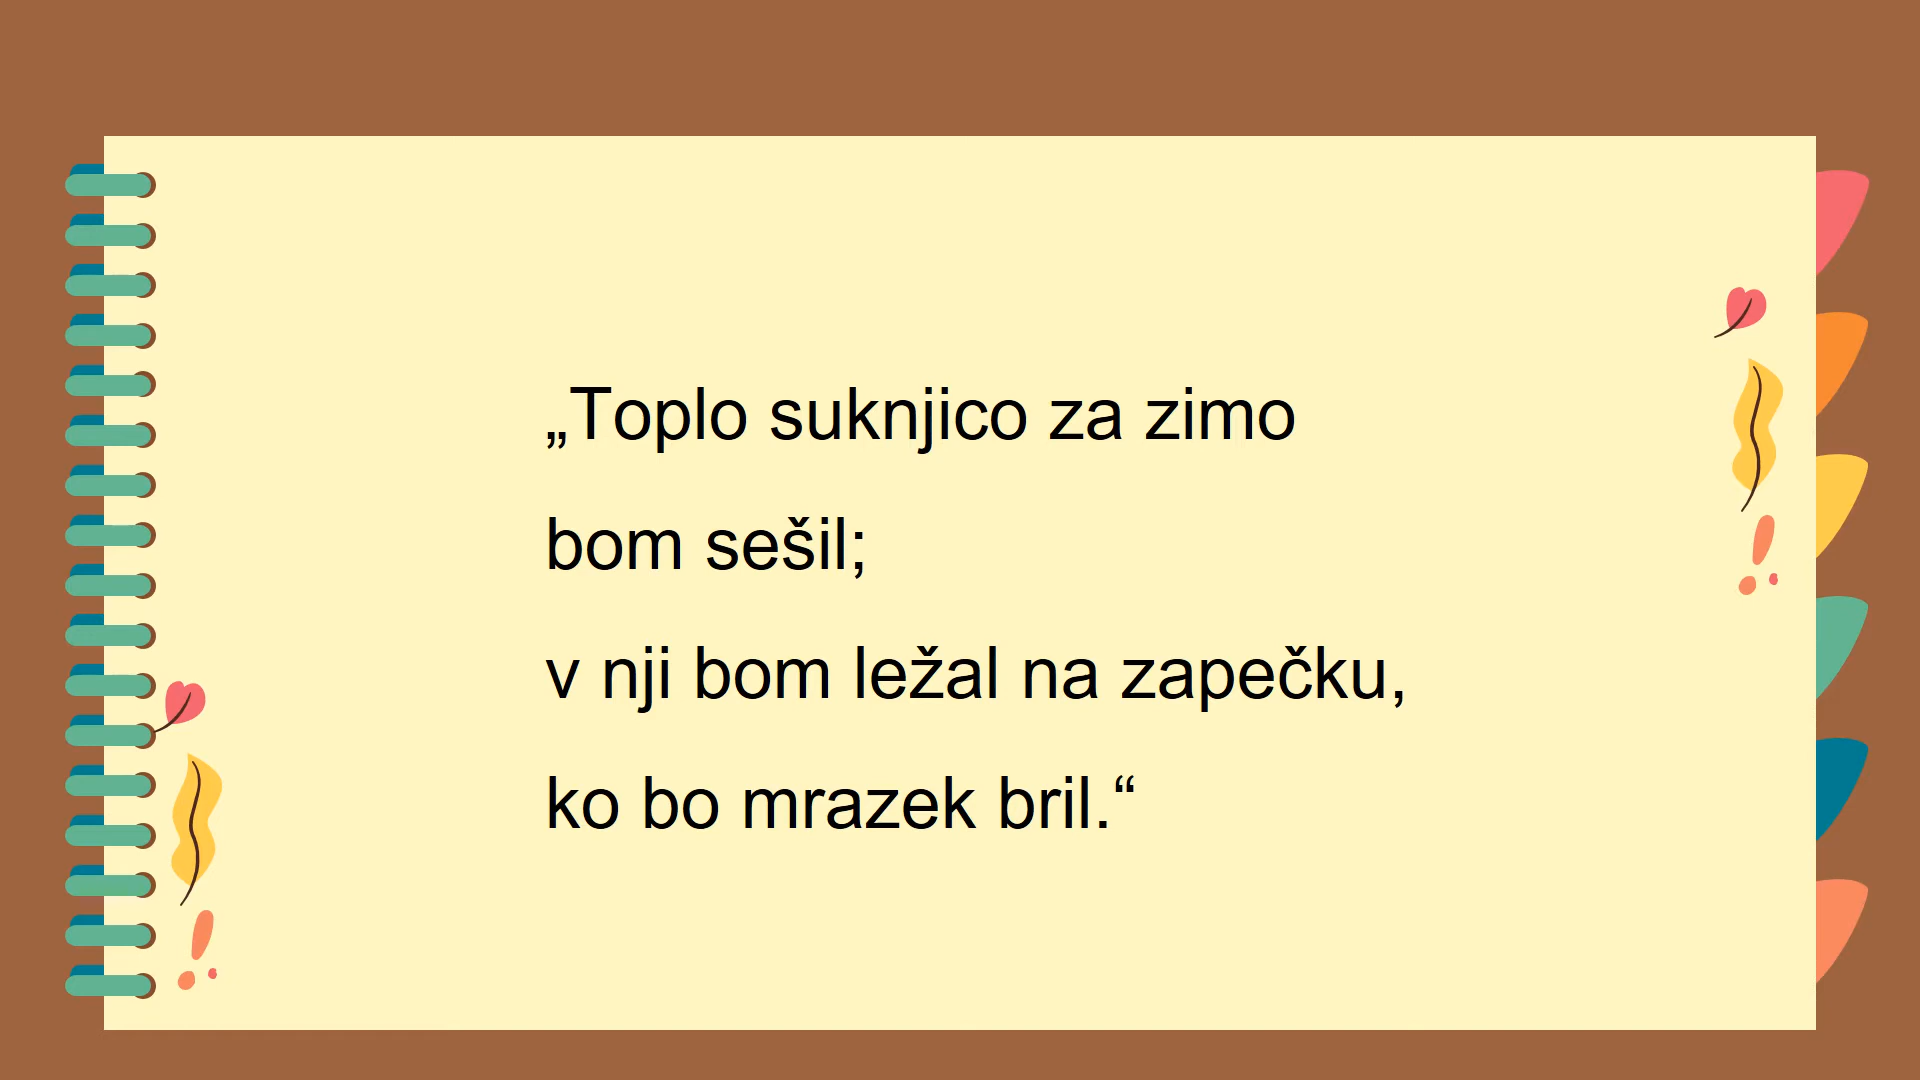 „Toplo suknjico za zimo
bom sešil;
v nji bom ležal na zapečku,
ko bo mrazek bril.“